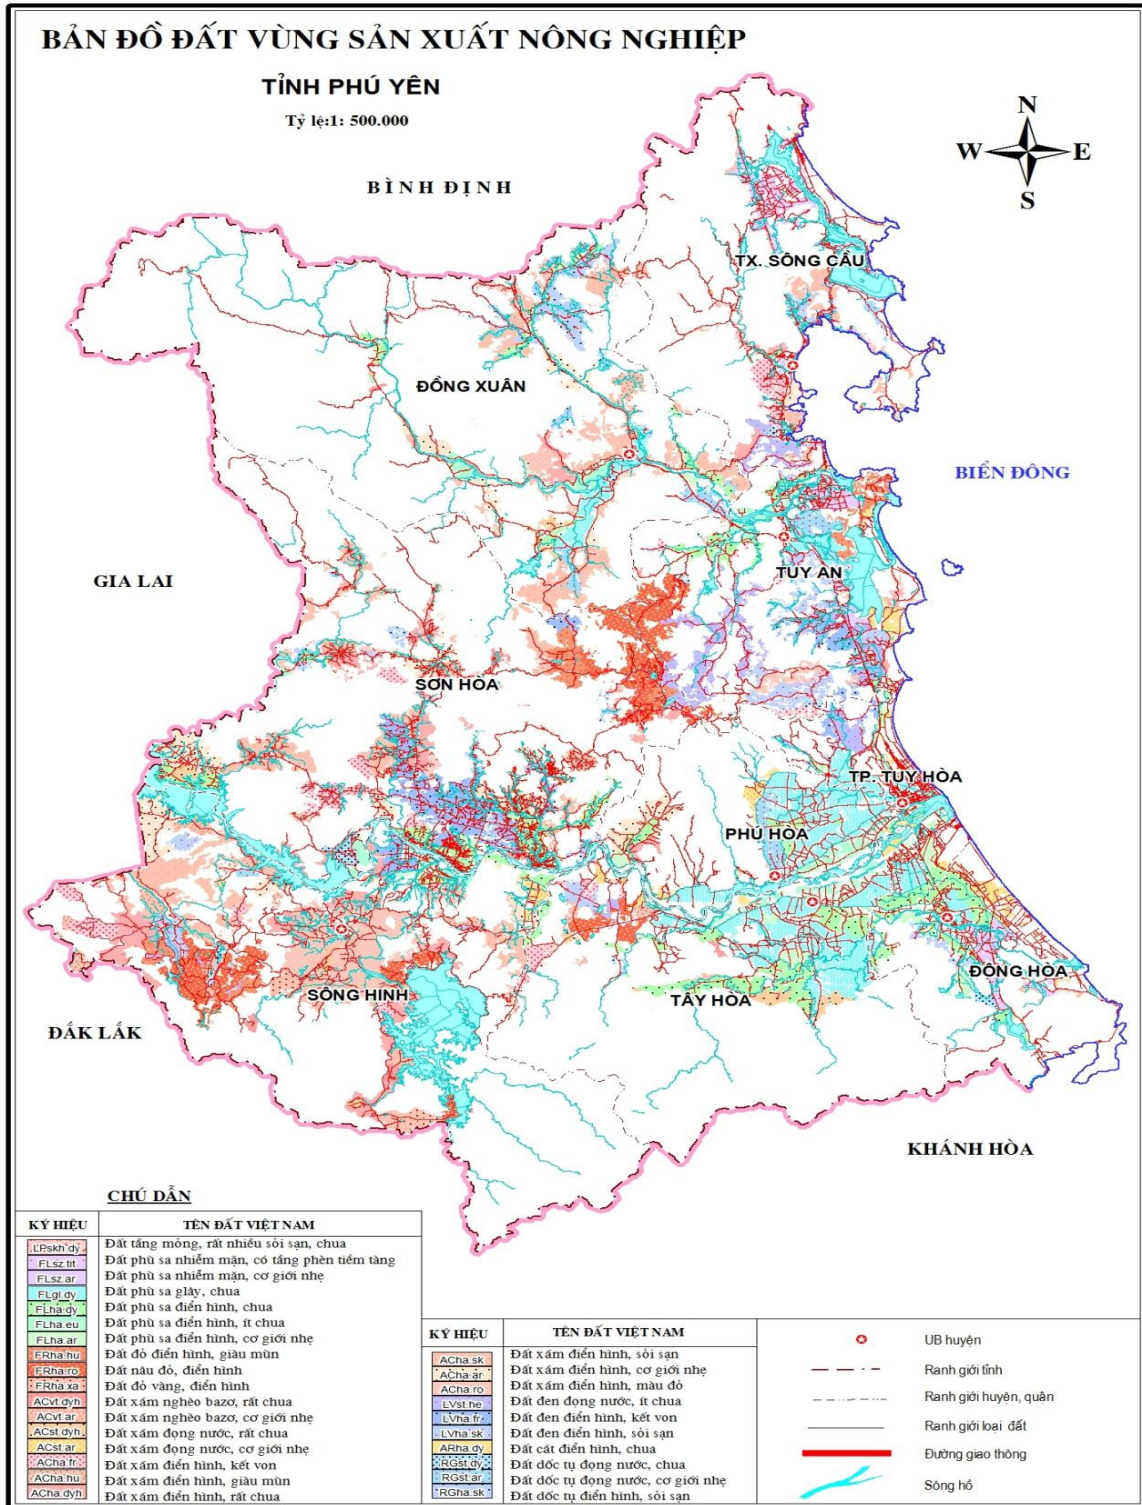 BẢN ĐỒ ĐẤT VÙNG SẢN XUẤT NÔNG NGHIỆP
TỈNH PHÚ YÊN
Tỷ lệ:1: 500.000
N
W E
S
BÌNH ĐỊNH
TX. SÔNG CẦU
ĐỒNG XUÂN
BIỂN ĐÔNG
GIA LAI
TUY AN
SƠN HÒA
TP. TUY HÒA
PHÚ HÒA
ĐÔNG HÒA
SÔNG HINH
TÂY HÒA
ĐẮK LẮK
KHÁNH HÒA
CHÚ DẪN
KÝ HIỆU TÊN ĐẤT VIỆT NAM
LPskh.dy Đất tầng mỏng, rất nhiều sỏi sạn, chua
FLsz.tit Đất phù sa nhiễm mặn, có tầng phèn tiềm tàng
FLsz.ar Đất phù sa nhiễm mặn, cơ giới nhẹ
FLgl.dy Đất phù sa glây, chua
FLha.dy Đất phù sa điển hình, chua
FLha.eu Đất phù sa điển hình, ít chua
FLha.ar Đất phù sa điển hình, cơ giới nhẹ
FRha.hu Đất đỏ điển hình, giàu mùn
FRha.ro Đất nâu đỏ, điển hình
FRha.xa Đất đỏ vàng, điển hình
ACvt.dyh Đất xám nghèo bazơ, rất chua
ACvt.ar Đất xám nghèo bazơ, cơ giới nhẹ
ACst.dyh Đất xám đọng nước, rất chua
ACst.ar Đất xám đọng nước, cơ giới nhẹ
ACha.fr Đất xám điển hình, kết von
ACha.hu Đất xám điển hình, giàu mùn
ACha.dyh Đất xám điển hình, rất chua
KÝ HIỆU TÊN ĐẤT VIỆT NAM
ACha.sk Đất xám điển hình, sỏi sạn
ACha.ar Đất xám điển hình, cơ giới nhẹ
ACha.ro Đất xám điển hình, màu đỏ
LVst.he Đất đen đọng nước, ít chua
LVha.fr Đất đen điển hình, kết von
LVha.sk Đất đen điển hình, sỏi sạn
ARha.dy Đất cát điển hình, chua
RGst.dy Đất dốc tụ đọng nước, chua
RGst.ar Đất dốc tụ đọng nước, cơ giới nhẹ
RGha.sk Đất dốc tụ điển hình, sỏi sạn
UB huyện
Ranh giới tỉnh
Ranh giới huyện, quận
Ranh giới loại đất
Đường giao thông
Sông hồ